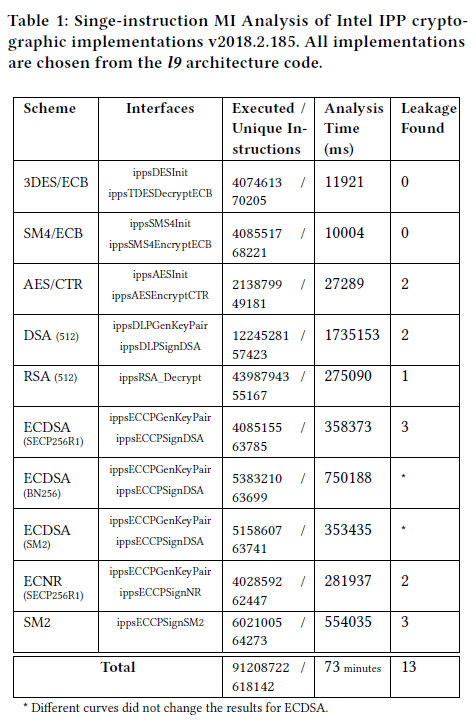 Table 1: Singe-instruction MI Analysis of Intel IPP crypto-
graphic implementations v2018.2.185. All implementations
are chosen from the l9 architecture code.
Scheme Interfaces Executed / Analysis Leakage
Unique In- Time Found
structions (ms)
3DES/ECB ippsDESInit 4074613 / 11921 0
ippsTDESDecryptECB 70205
SM4/ECB ippsSMS4Init 4085517 / 10004 0
ippsSMS4EncryptECB 68221
AES/CTR ippsAESInit 2138799 / 27289 2
ippsAESEncryptCTR 49181
DSA (512) ippsDLPGenKeyPair 12245281 / 1735153 2
ippsDLPSignDSA 57423
RSA (512) ippsRSA_Decrypt 43987943 / 275090 1
55167
ECDSA ippsECCPGenKeyPair 4085155 / 358373 3
(SECP256R1) ippsECCPSignDSA 63785
ECDSA ippsECCPGenKeyPair 5383210 / 750188 *
(BN256) ippsECCPSignDSA 63699
ECDSA ippsECCPGenKeyPair 5158607 / 353435 *
(SM2) ippsECCPSignDSA 63741
ECNR ippsECCPGenKeyPair 4028592 / 281937 2
(SECP256R1) ippsECCPSignNR 62447
SM2 ippsECCPSignSM2 6021005 / 554035 3
64273
Total 91208722 / 73 minutes 13
618142
* Different curves did not change the results for ECDSA.